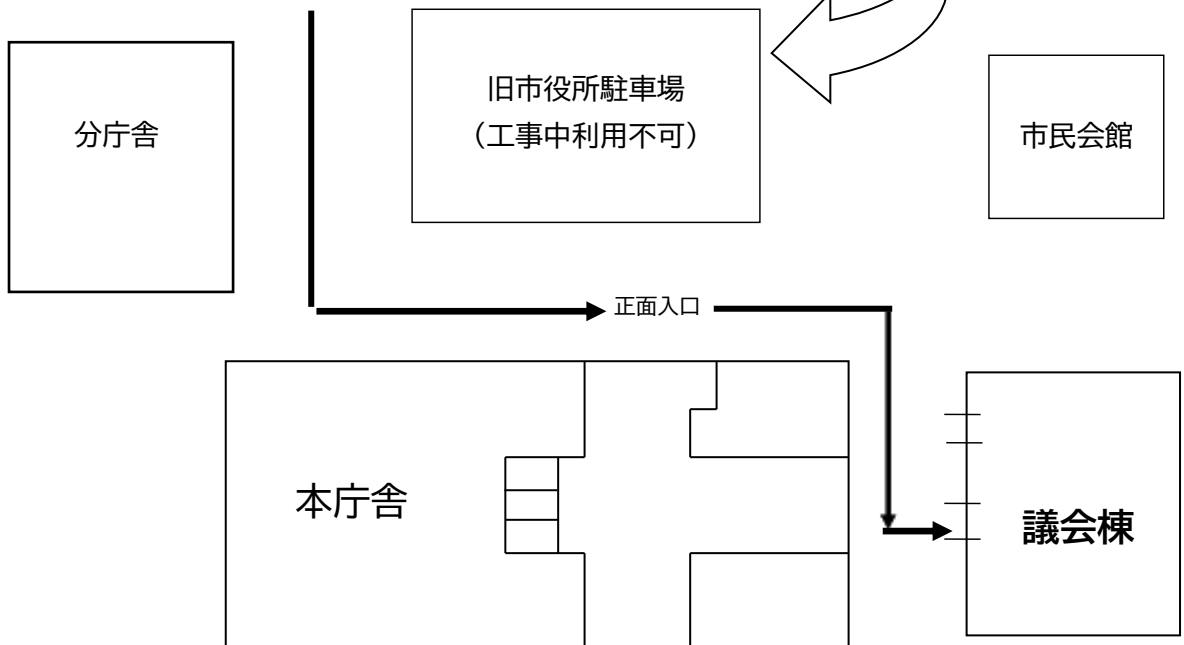 旧市役所駐車場
（工事中利用不可）
分庁舎
市民会館
正面入口
本庁舎
議会棟